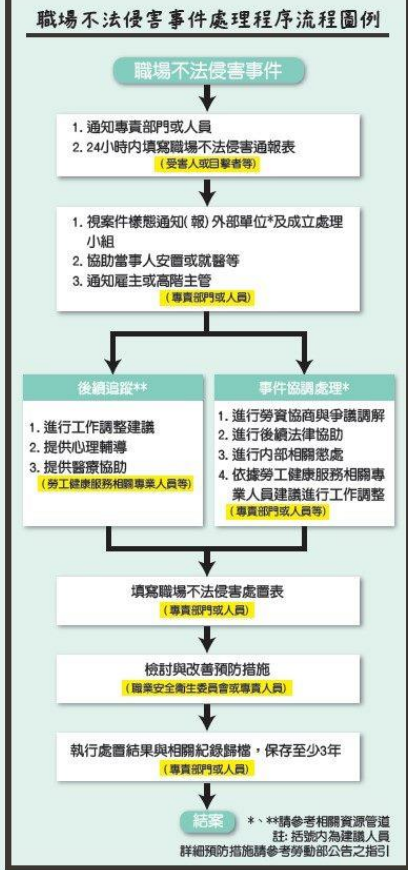 職場不法侵害事件處理程序流程圖例
職場不法侵害事件
1. 通知專責部門或人員
2. 24小時內填寫職場不法侵害通報表
(受害人或目擊者等)
1. 視案件樣態通知(報)外部單位*及成立處理
小組
2. 協助當事人安置或就醫等
3. 通知雇主或高階主管
(專責部門或人員)
後續追蹤**
1. 進行工作調整建議
2. 提供心理輔導
3. 提供醫療協助
(勞工健康服務相關專業人員等)
事件協調處理*
1. 進行勞資協商與爭議調解
2. 進行後續法律協助
3. 進行內部相關懲處
4. 依據勞工健康服務相關專
業人員建議進行工作調整
(專責部門或人員等)
填寫職場不法侵害處置表
(專責部門或人員)
檢討與改善預防措施
(職業安全衛生委員會或專責人員)
執行處置結果與相關紀錄歸檔，保存至少3年
(專責部門或人員)
結案
*、**請參考相關資源管道
註: 括號內為建議人員
詳細預防措施請參考勞動部公告之指引